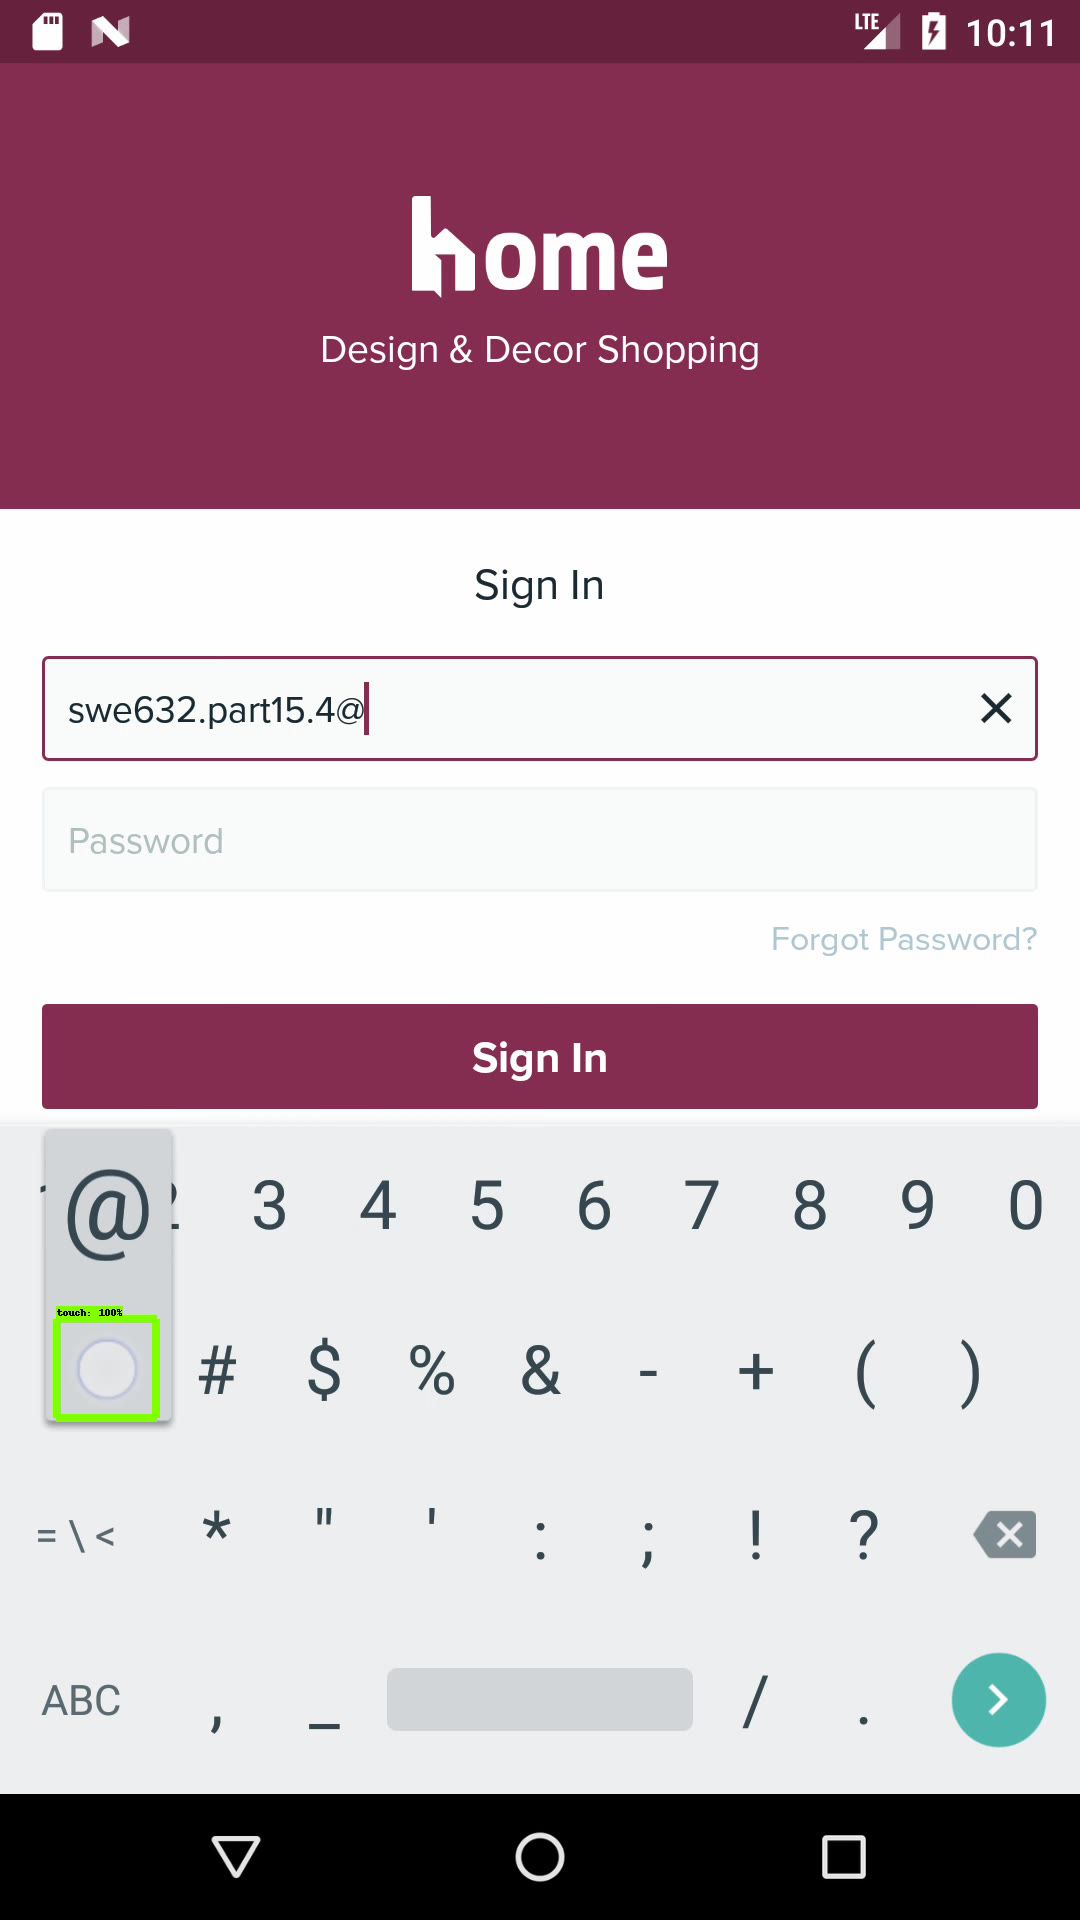 LTE 10:11
home
Design & Decor Shopping
Sign In
swe632.part15.4@
Password
Forgot Password?
Sign In
@ 3 4 5 6 7 8 9 0
touch: 100%
# $ % & - + ( )
= \ < * " ' : ; ! ?
ABC , _ / .